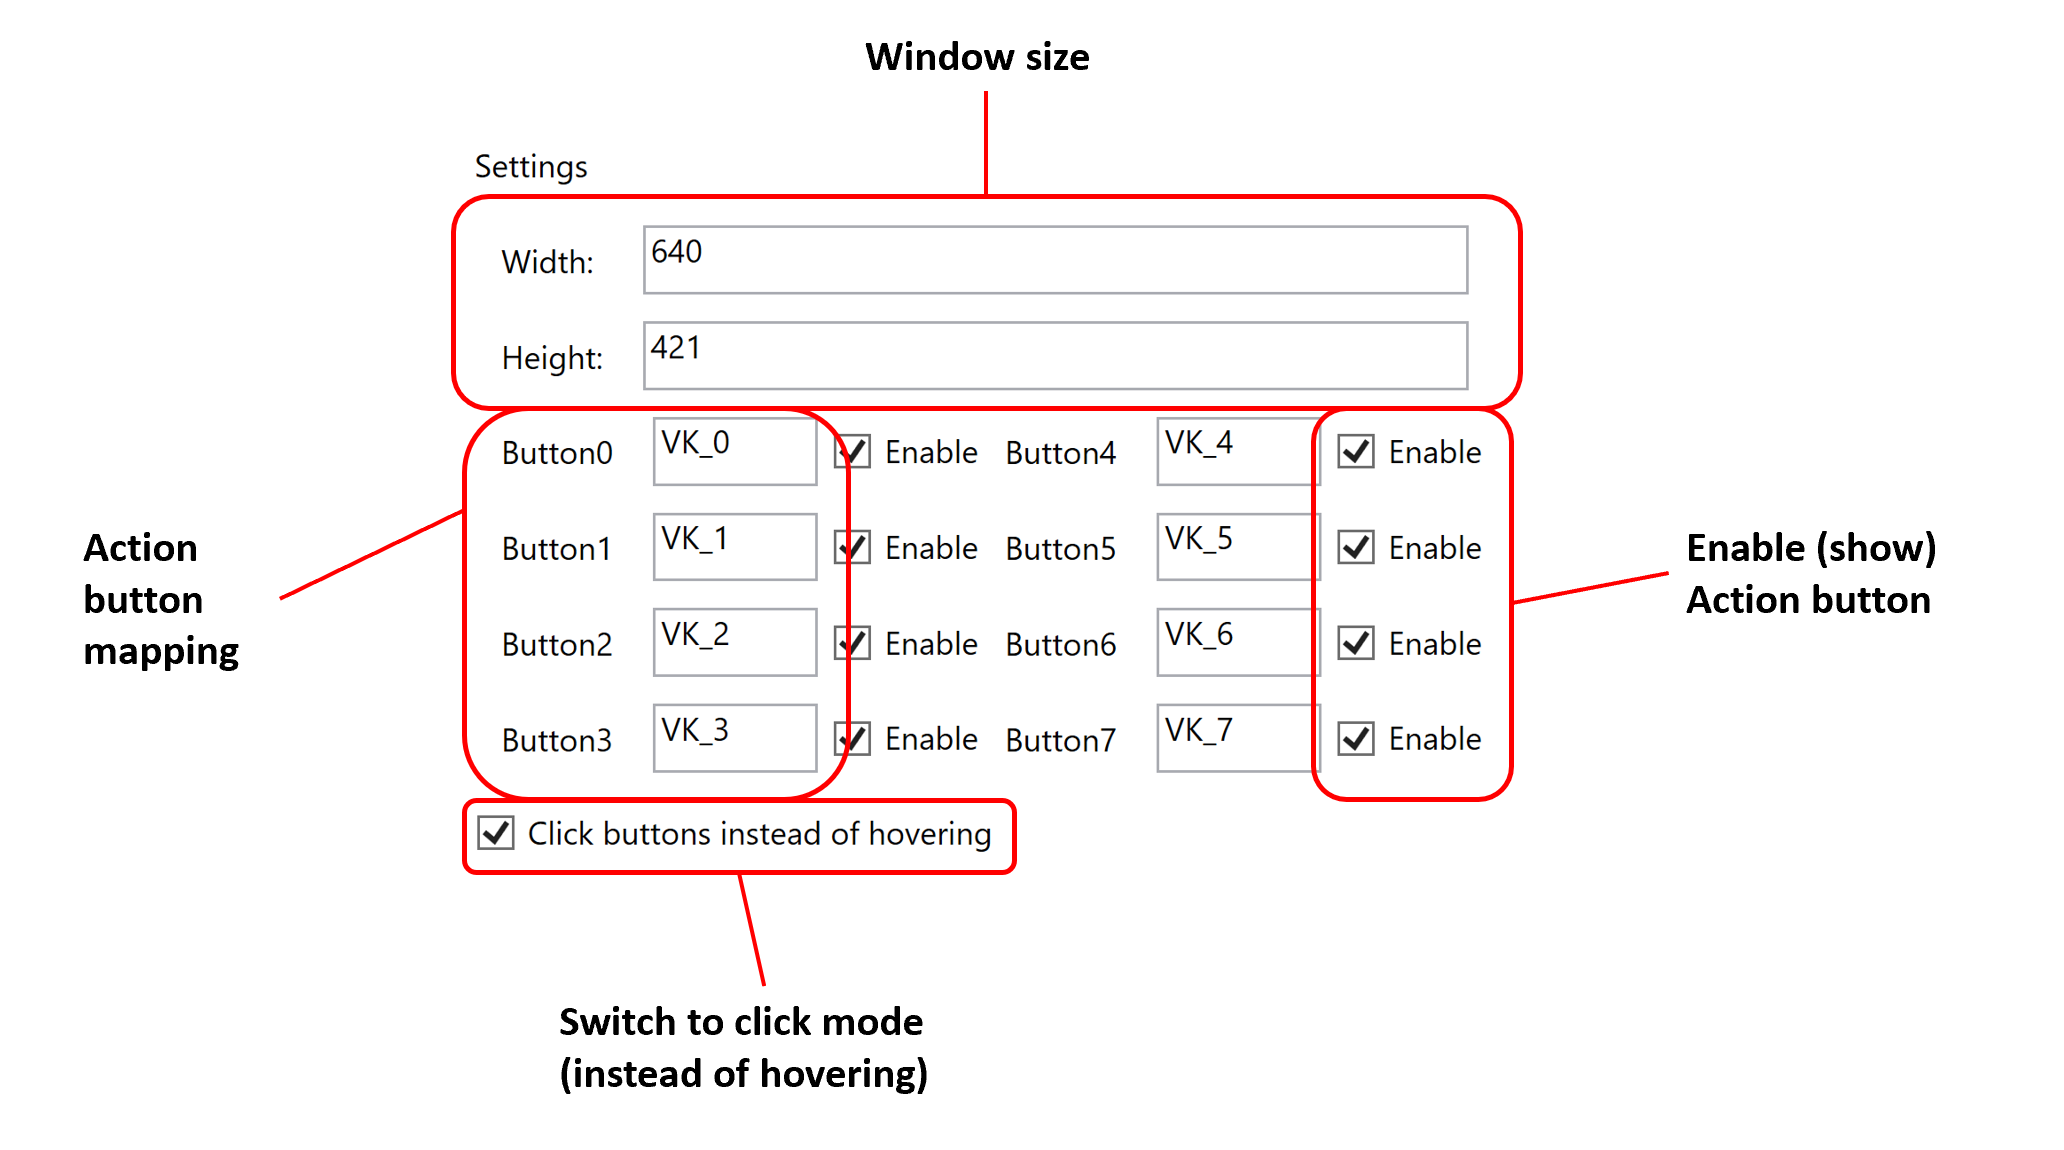 Window size
Settings
Width: 640
Height: 421
Button0 VK_0 Enable Button4 VK_4 Enable
Button1 VK_1 Enable Button5 VK_5 Enable
Button2 VK_2 Enable Button6 VK_6 Enable
Button3 VK_3 Enable Button7 VK_7 Enable
Click buttons instead of hovering
Action
button
mapping
Enable (show)
Action button
Switch to click mode
(instead of hovering)